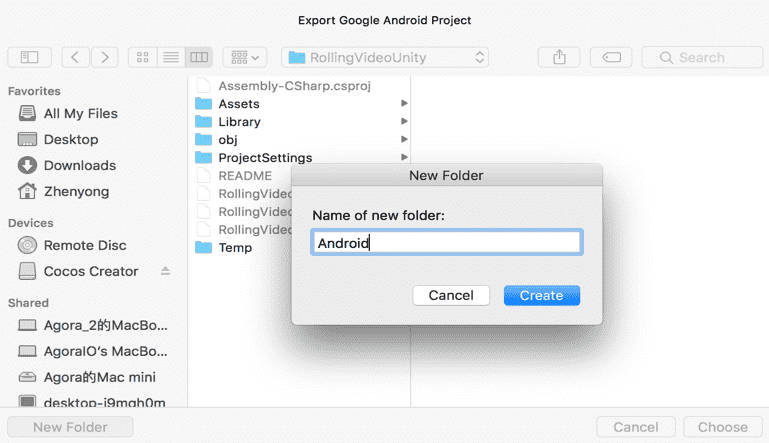 Export Google Android Project
RollingVideoUnity
Search
Favorites
All My Files
Desktop
Downloads
Zhenyong
Devices
Remote Disc
Cocos Creator
Shared
Agora_2的MacBo...
AgoraIO's MacBo...
Agora的Mac mini
desktop-i9mgh0m
Assembly-CSharp.csproj
Assets
Library
obj
ProjectSettings
README
RollingVideo
RollingVideo
RollingVideo
Temp
New Folder
Name of new folder:
Android
Cancel
Create
New Folder
Cancel
Choose